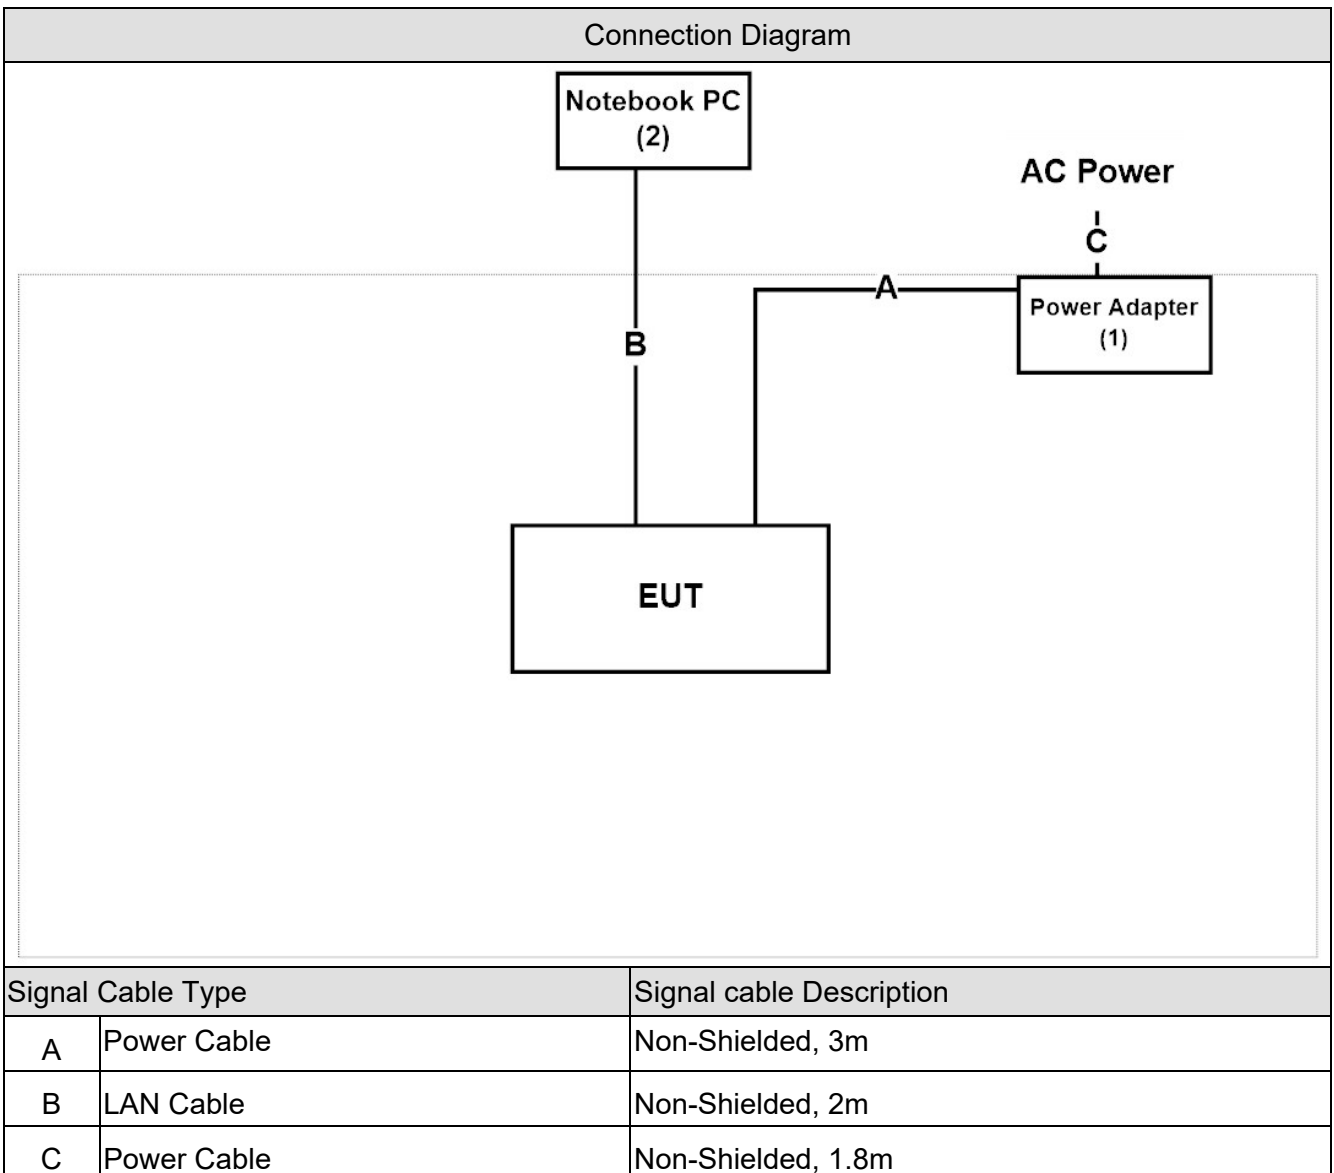 Connection Diagram
Notebook PC
(2)
AC Power
C
A
Power Adapter
(1)
B
EUT
Signal Cable Type Signal cable Description
A Power Cable Non-Shielded, 3m
B LAN Cable Non-Shielded, 2m
C Power Cable Non-Shielded, 1.8m